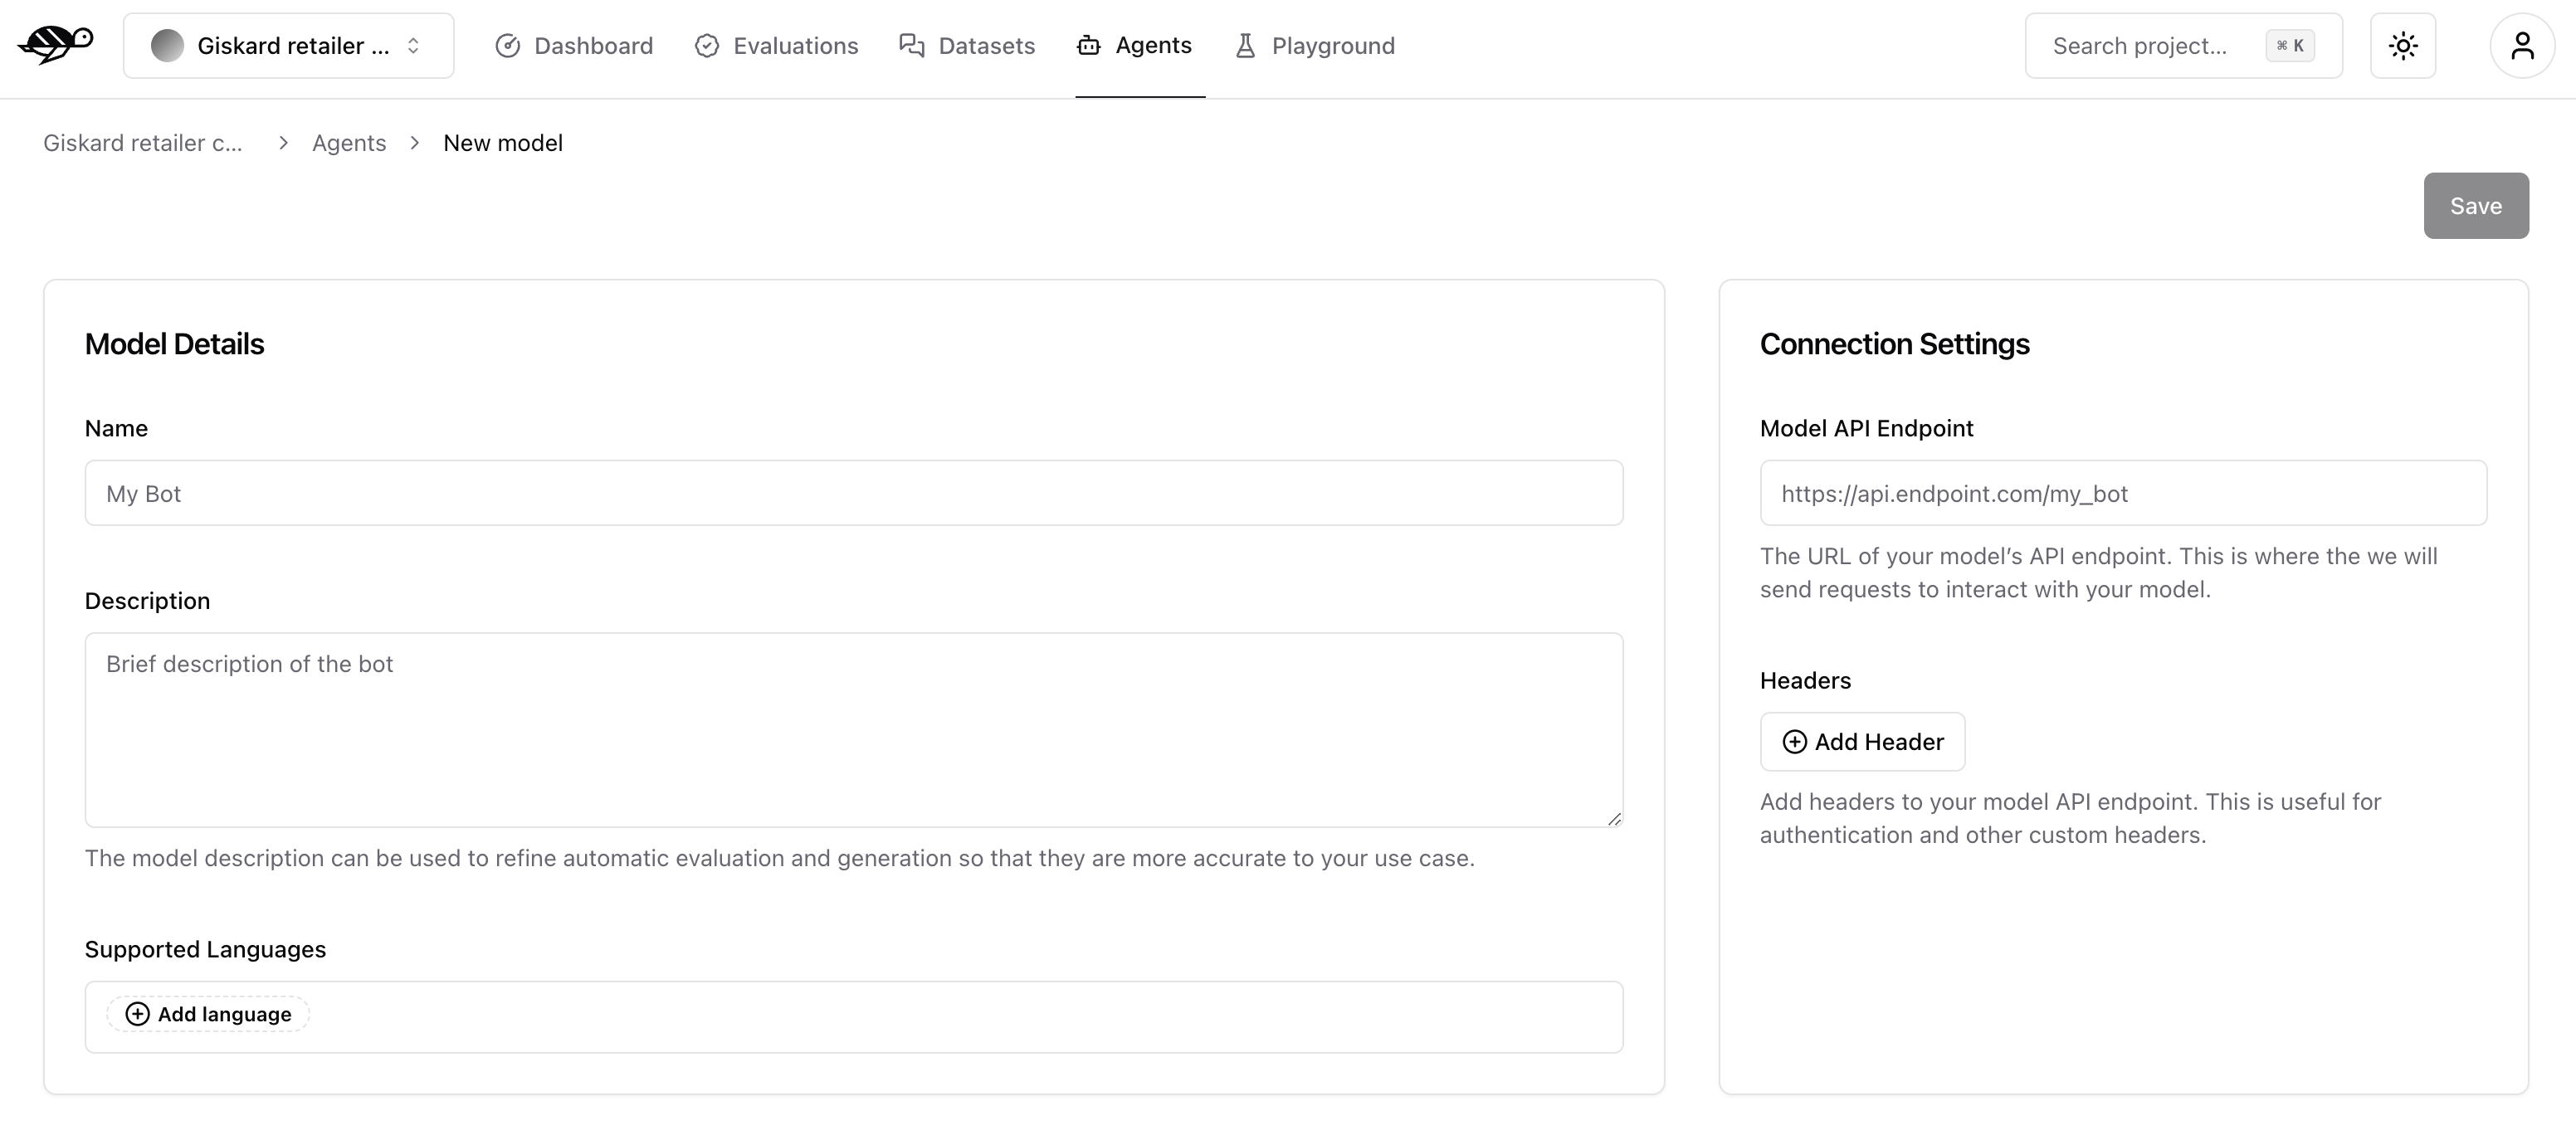 Giskard retailer ...
Dashboard
Evaluations
Datasets
Agents
Playground
Search project...
⌘ K
Giskard retailer c...
Agents
New model
Save
Model Details
Name
My Bot
Description
Brief description of the bot
The model description can be used to refine automatic evaluation and generation so that they are more accurate to your use case.
Supported Languages
Add language
Connection Settings
Model API Endpoint
https://api.endpoint.com/my_bot
The URL of your model’s API endpoint. This is where the we will
send requests to interact with your model.
Headers
Add Header
Add headers to your model API endpoint. This is useful for
authentication and other custom headers.